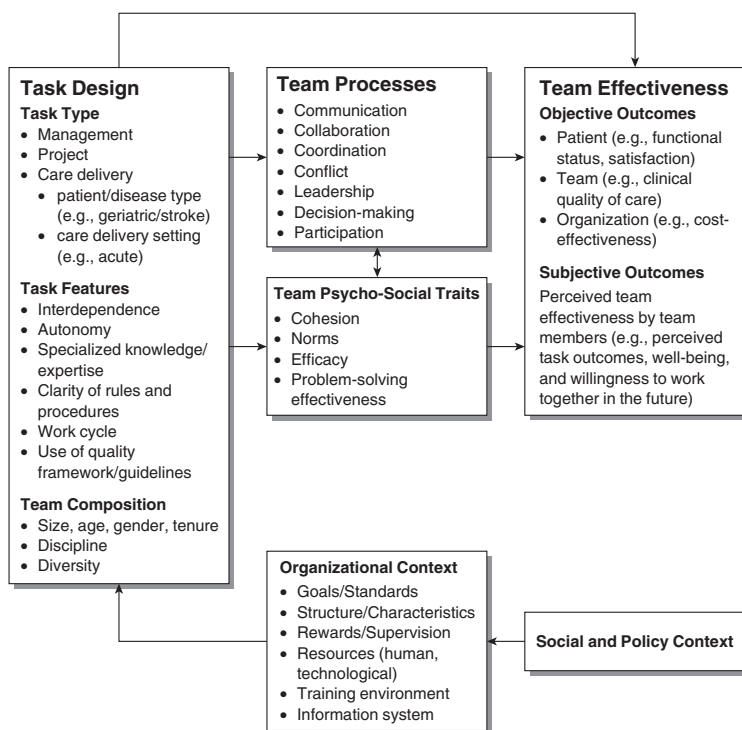 Task Design
Task Type
• Management
• Project
• Care delivery
• patient/disease type
(e.g., geriatric/stroke)
• care delivery setting
(e.g., acute)
Task Features
• Interdependence
• Autonomy
• Specialized knowledge/
expertise
• Clarity of rules and
procedures
• Work cycle
• Use of quality
framework/guidelines
Team Composition
• Size, age, gender, tenure
• Discipline
• Diversity
Team Processes
• Communication
• Collaboration
• Coordination
• Conflict
• Leadership
• Decision-making
• Participation
Team Psycho-Social Traits
• Cohesion
• Norms
• Efficacy
• Problem-solving
effectiveness
Team Effectiveness
Objective Outcomes
• Patient (e.g., functional
status, satisfaction)
• Team (e.g., clinical
quality of care)
• Organization (e.g., cost-
effectiveness)
Subjective Outcomes
Perceived team
effectiveness by team
members (e.g., perceived
task outcomes, well-being,
and willingness to work
together in the future)
Organizational Context
• Goals/Standards
• Structure/Characteristics
• Rewards/Supervision
• Resources (human,
technological)
• Training environment
• Information system
Social and Policy Context